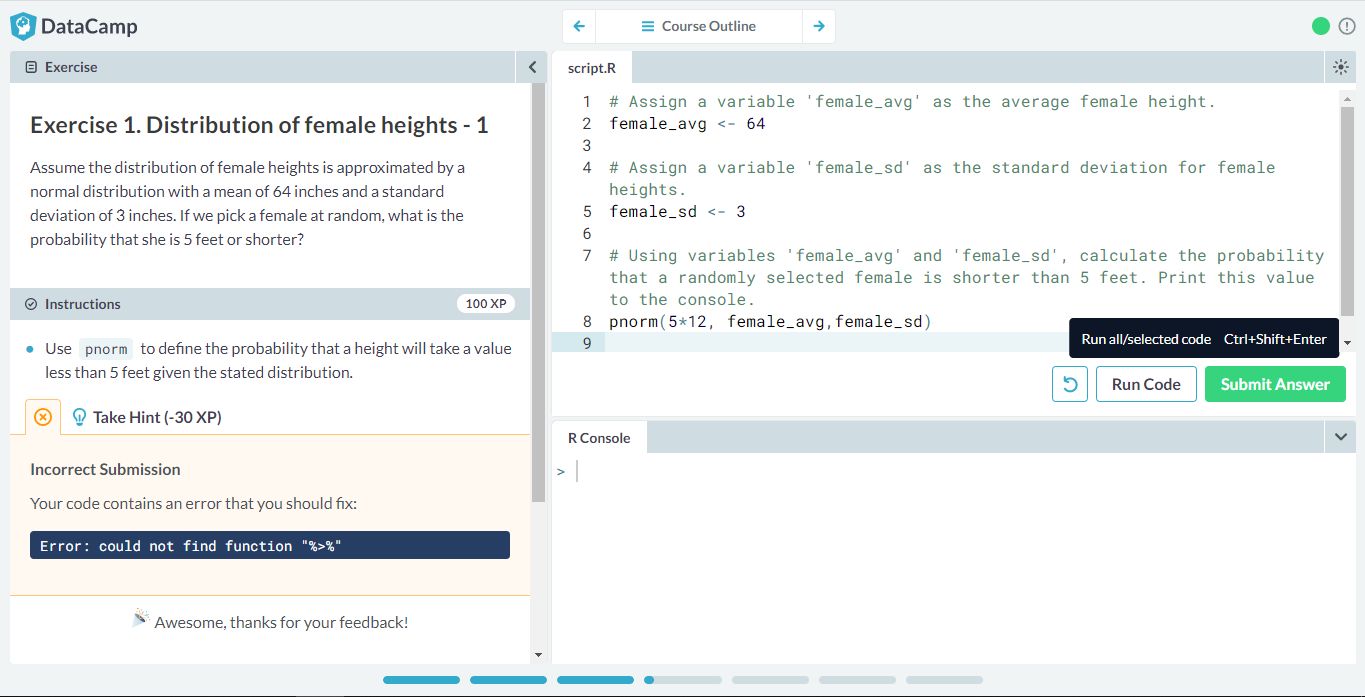 DataCamp
Course Outline
Exercise
Exercise 1. Distribution of female heights - 1
Assume the distribution of female heights is approximated by a
normal distribution with a mean of 64 inches and a standard
deviation of 3 inches. If we pick a female at random, what is the
probability that she is 5 feet or shorter?
Instructions
100 XP
Use pnorm to define the probability that a height will take a value
less than 5 feet given the stated distribution.
Take Hint (-30 XP)
Incorrect Submission
Your code contains an error that you should fix:
Error: could not find function "%>%"
Awesome, thanks for your feedback!
script.R
1 # Assign a variable 'female_avg' as the average female height.
2 female_avg <- 64
3
4 # Assign a variable 'female_sd' as the standard deviation for female
heights.
5 female_sd <- 3
6
7 # Using variables 'female_avg' and 'female_sd', calculate the probability
that a randomly selected female is shorter than 5 feet. Print this value
to the console.
8 pnorm(5*12, female_avg,female_sd)
9
Run all/selected code Ctrl+Shift+Enter
Run Code
Submit Answer
R Console
>